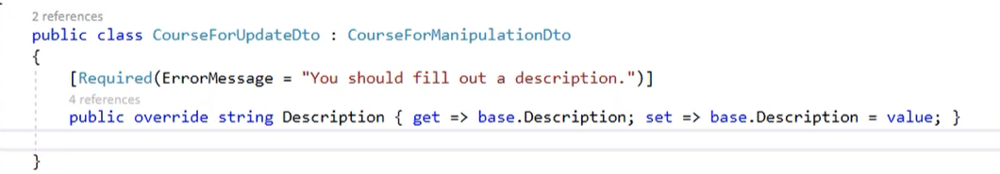 2 references
public class CourseForUpdateDto : CourseForManipulationDto
{
[Required(ErrorMessage = "You should fill out a description.")]
4 references
public override string Description { get => base.Description; set => base.Description = value; }
}